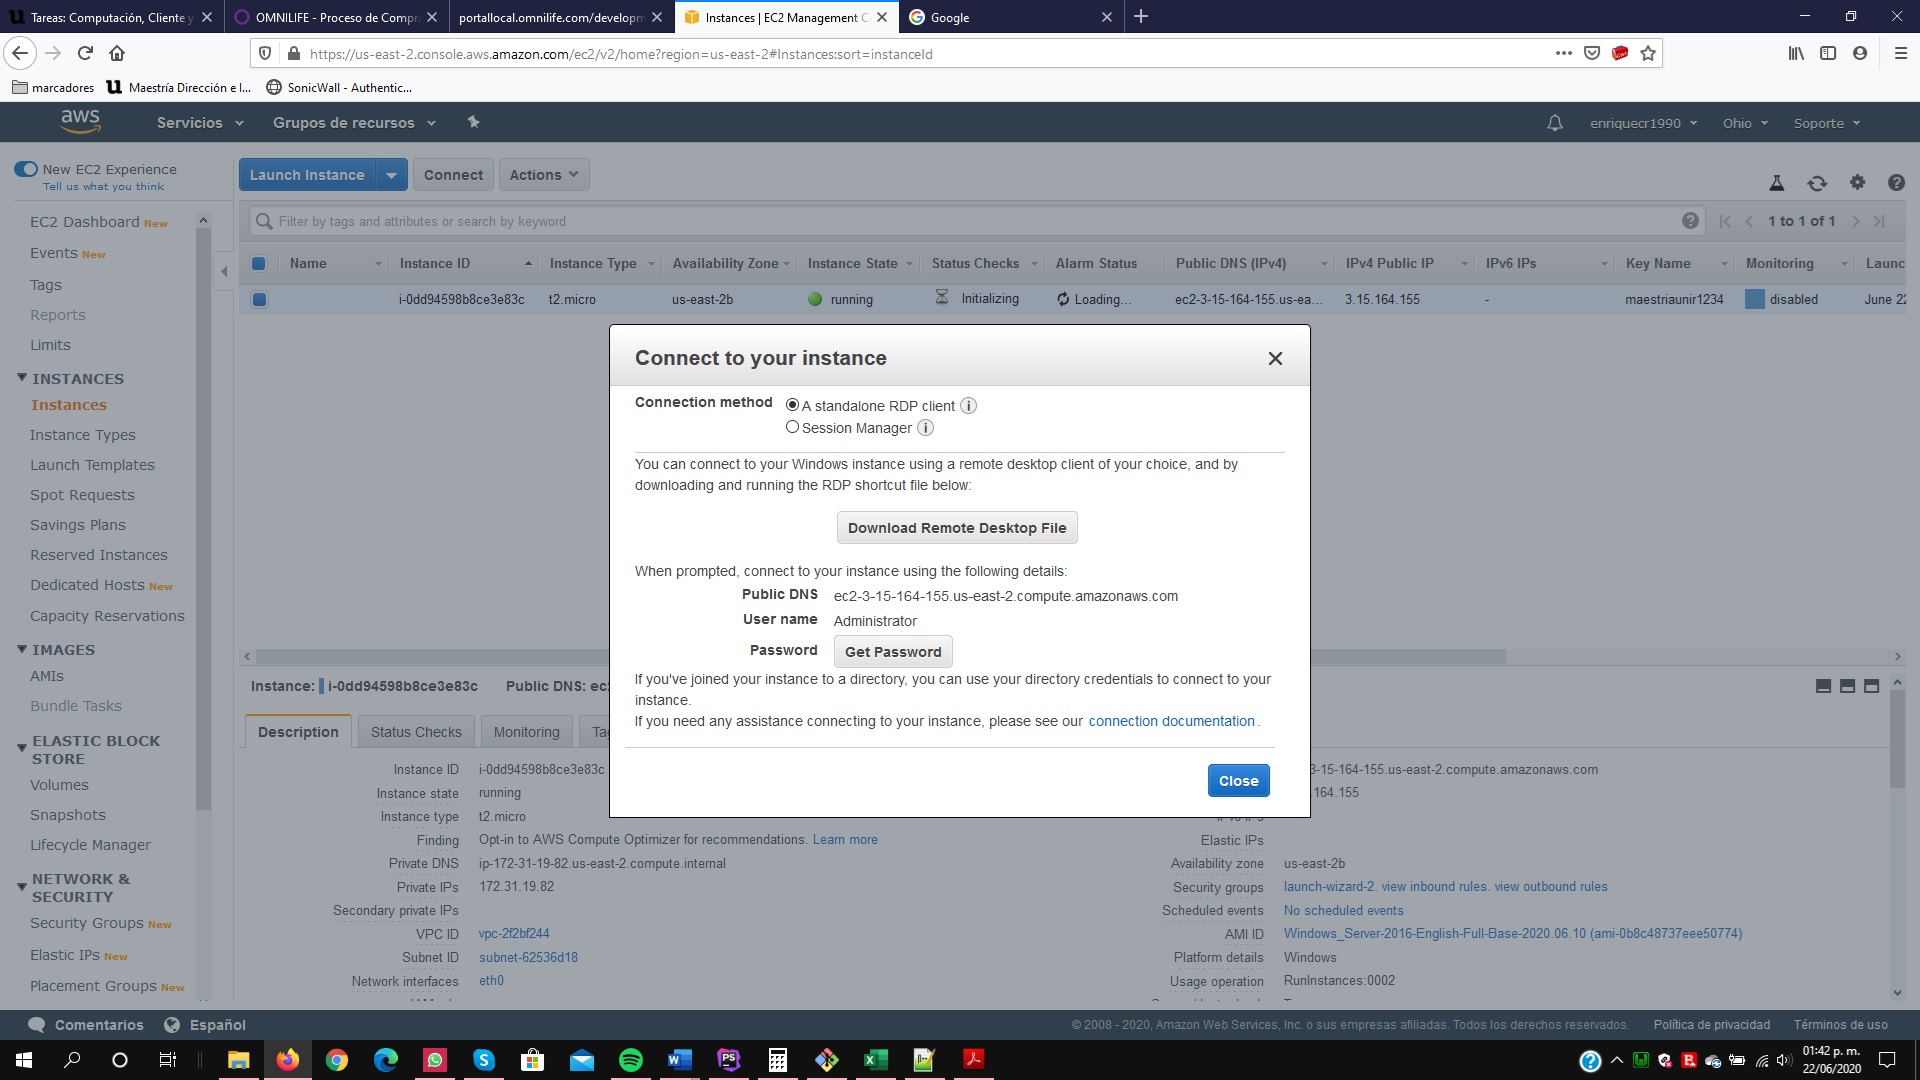 Tareas: Computación, Cliente y
OMNILIFE - Proceso de Compra
portallocal.omnilife.com/developm
Instances | EC2 Management C
Google
https://us-east-2.console.aws.amazon.com/ec2/v2/home?region=us-east-2#Instances:sort=instanceId
marcadores
Maestría Dirección e I...
SonicWall - Authentic...
aws
Servicios
Grupos de recursos
enriquecr1990
Ohio
Soporte
New EC2 Experience
Tell us what you think
Launch Instance
Connect
Actions
EC2 Dashboard New
Events New
Tags
Reports
Limits
INSTANCES
Instances
Instance Types
Launch Templates
Spot Requests
Savings Plans
Reserved Instances
Dedicated Hosts New
Capacity Reservations
IMAGES
AMIs
Bundle Tasks
ELASTIC BLOCK
STORE
Volumes
Snapshots
Lifecycle Manager
NETWORK &
SECURITY
Security Groups New
Elastic IPs New
Placement Groups New
Filter by tags and attributes or search by keyword
1 to 1 of 1
Name
Instance ID
Instance Type
Availability Zone
Instance State
Status Checks
Alarm Status
Public DNS (IPv4)
IPv4 Public IP
IPv6 IPs
Key Name
Monitoring
Launc
i-0dd94598b8ce3e83c
t2.micro
us-east-2b
running
Initializing
Loading...
ec2-3-15-164-155.us-ea...
3.15.164.155
-
maestriaunir1234
disabled
June 22
Connect to your instance
Connection method
A standalone RDP client
Session Manager
You can connect to your Windows instance using a remote desktop client of your choice, and by
downloading and running the RDP shortcut file below:
Download Remote Desktop File
When prompted, connect to your instance using the following details:
Public DNS ec2-3-15-164-155.us-east-2.compute.amazonaws.com
User name Administrator
Password Get Password
If you've joined your instance to a directory, you can use your directory credentials to connect to your
instance.
If you need any assistance connecting to your instance, please see our connection documentation.
Close
Instance: i-0dd94598b8ce3e83c Public DNS: ec
Description
Status Checks
Monitoring
Ta
Instance ID i-0dd94598b8ce3e83c
Instance state running
Instance type t2.micro
Finding Opt-in to AWS Compute Optimizer for recommendations. Learn more
Private DNS ip-172-31-19-82.us-east-2.compute.internal
Private IPs 172.31.19.82
Secondary private IPs
VPC ID vpc-2f2bf244
Subnet ID subnet-62536d18
Network interfaces eth0
3-15-164-155.us-east-2.compute.amazonaws.com
164.155
Elastic IPs
Availability zone us-east-2b
Security groups launch-wizard-2. view inbound rules. view outbound rules
Scheduled events No scheduled events
AMI ID Windows_Server-2016-English-Full-Base-2020.06.10 (ami-0b8c48737eee50774)
Platform details Windows
Usage operation RunInstances:0002
Comentarios
Español
© 2008 - 2020, Amazon Web Services, Inc. o sus empresas afiliadas. Todos los derechos reservados.
Política de privacidad
Términos de uso
01:42 p. m.
22/06/2020